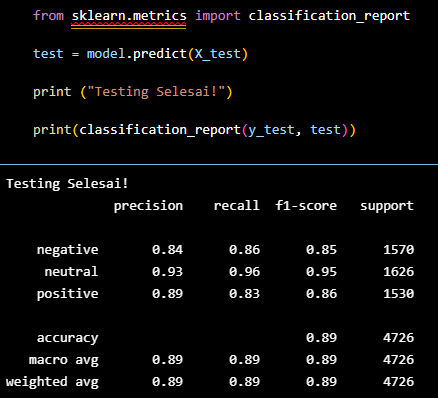 from sklearn.metrics import classification_report
test = model.predict(X_test)
print ("Testing Selesai!")
print(classification_report(y_test, test))
Testing Selesai!
precision recall f1-score support
negative 0.84 0.86 0.85 1570
neutral 0.93 0.96 0.95 1626
positive 0.89 0.83 0.86 1530
accuracy 0.89 4726
macro avg 0.89 0.89 0.89 4726
weighted avg 0.89 0.89 0.89 4726